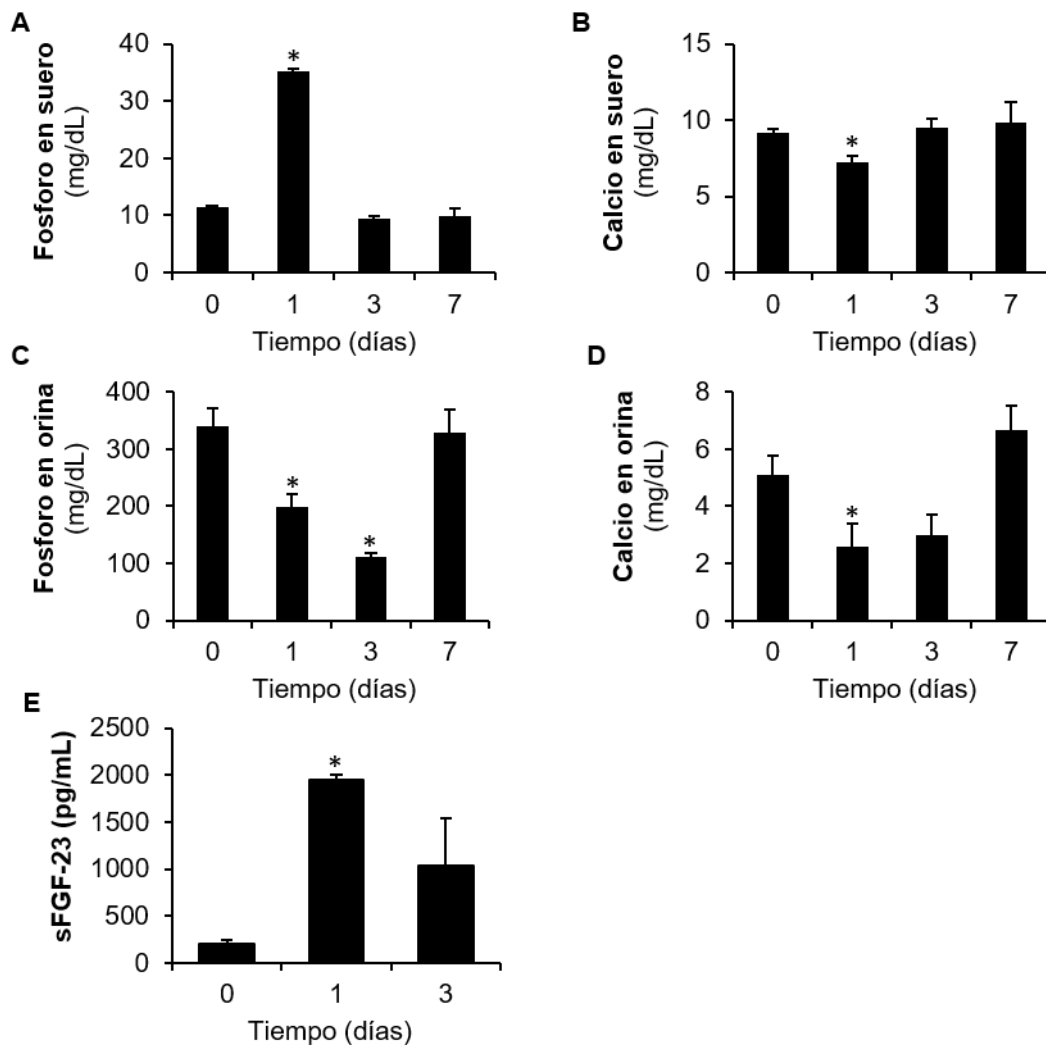 A
Fosforo en suero
(mg/dL)
40
30
20
10
0
*
0 1 3 7
Tiempo (días)
B
Calcio en suero
(mg/dL)
15
10
5
0
*
0 1 3 7
Tiempo (días)
C
Fosforo en orina
(mg/dL)
400
300
200
100
0
*
*
0 1 3 7
Tiempo (días)
D
Calcio en orina
(mg/dL)
8
6
4
2
0
*
0 1 3 7
Tiempo (días)
E
sFGF-23 (pg/mL)
2500
2000
1500
1000
500
0
*
0 1 3
Tiempo (días)